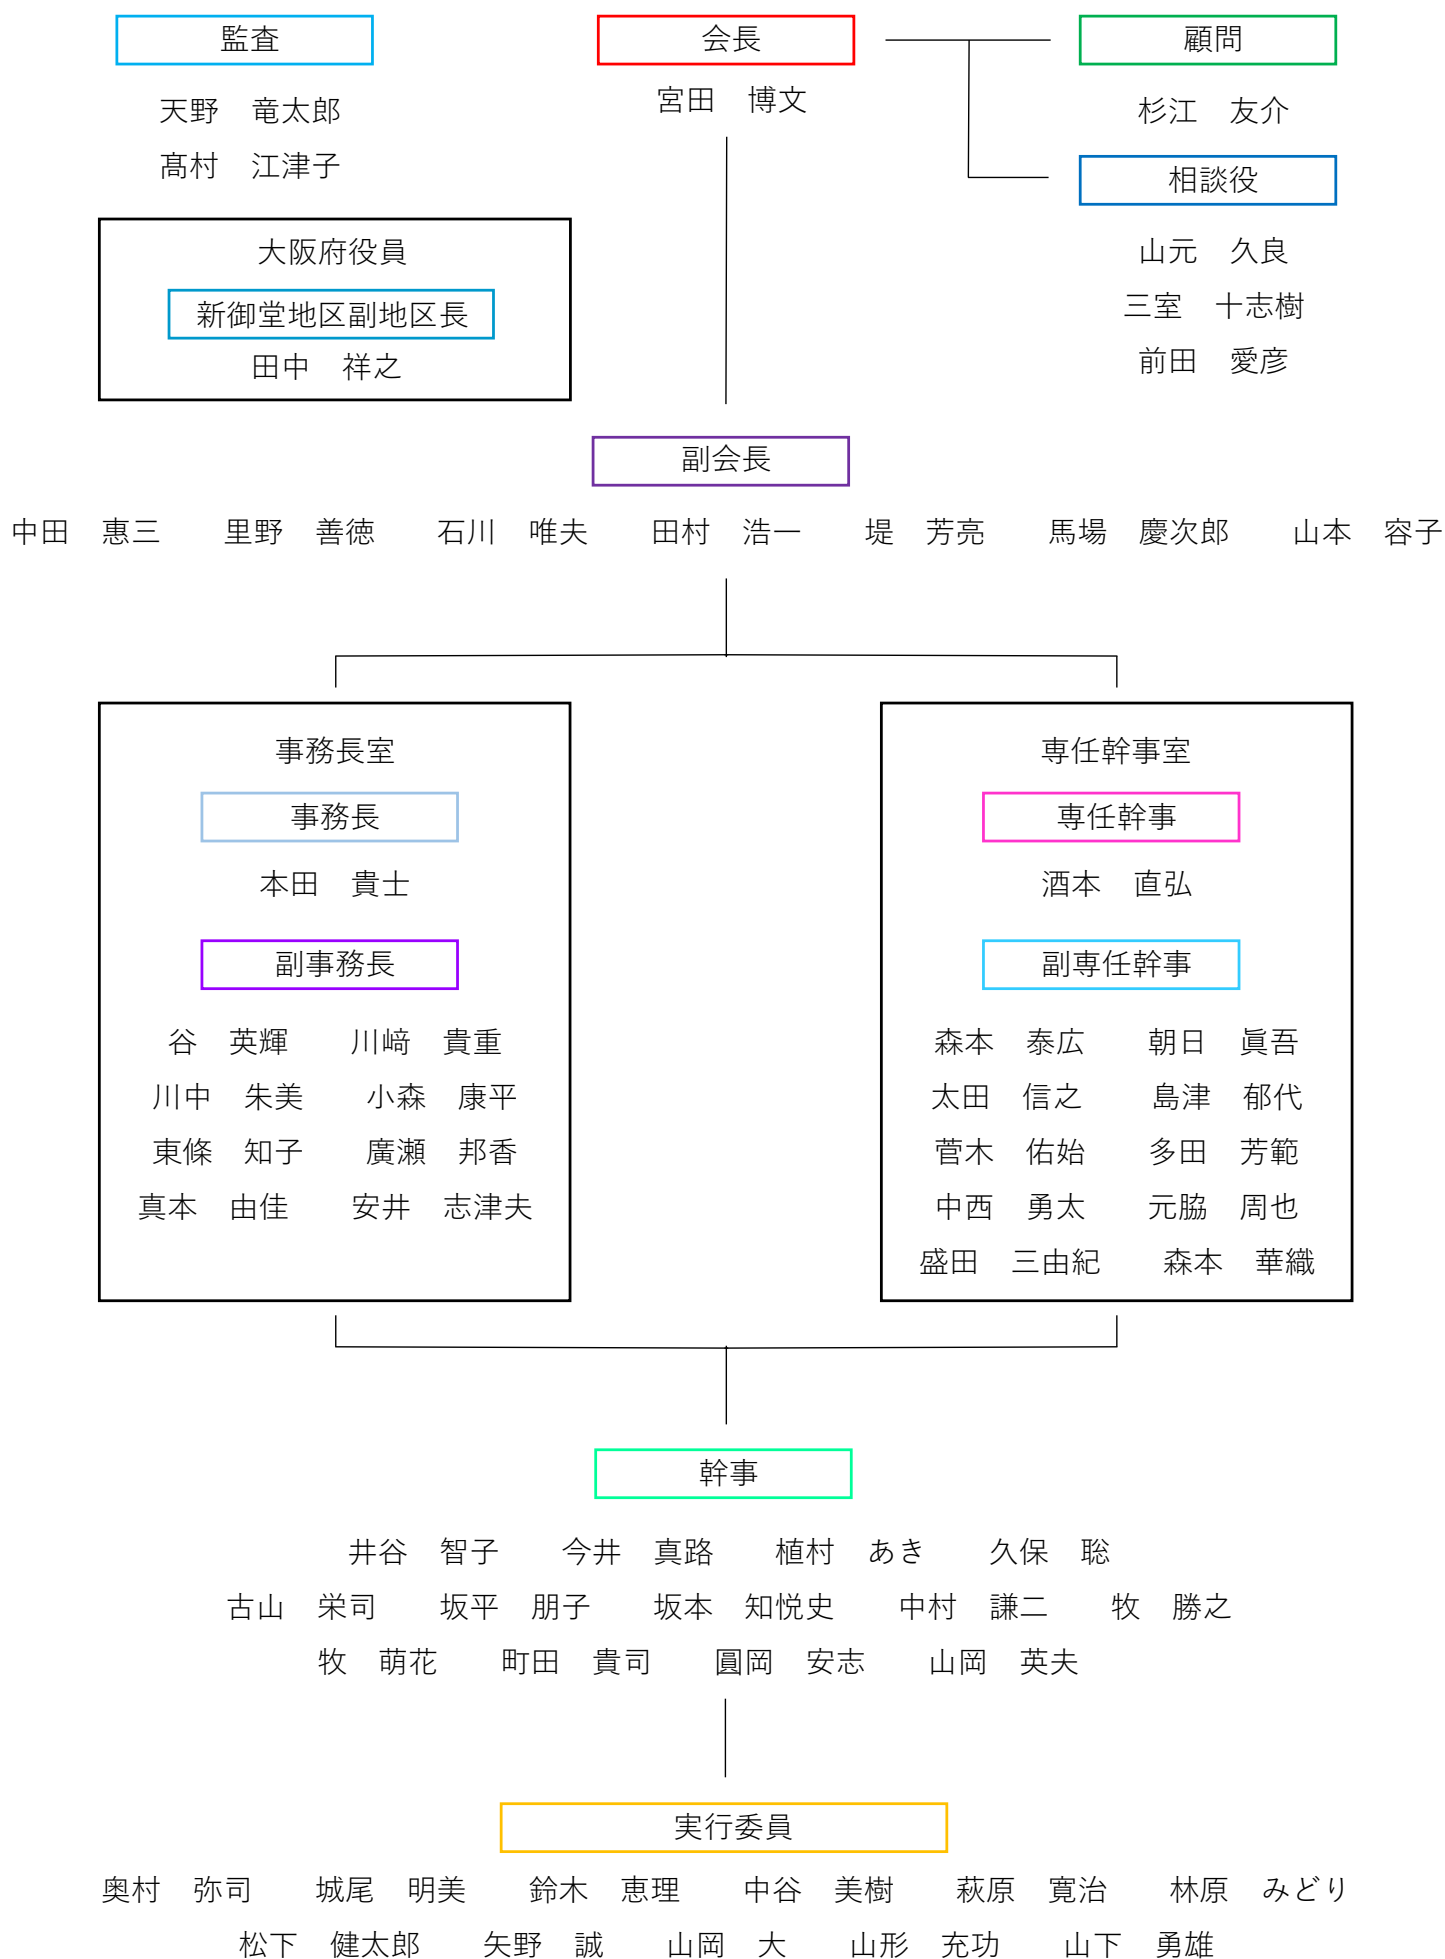 監査
天野　竜太郎
髙村　江津子
会長
宮田　博文
顧問
杉江　友介
相談役
山元　久良
三室　十志樹
前田　愛彦
大阪府役員
新御堂地区副地区長
田中　祥之
副会長
中田　惠三　　里野　善徳　　石川　唯夫　　田村　浩一　　堤　芳亮　　馬場　慶次郎　　山本　容子
事務長室
事務長
本田　貴士
副事務長
谷　英輝　　川﨑　貴重
川中　朱美　　小森　康平
東條　知子　　廣瀬　邦香
真本　由佳　　安井　志津夫
専任幹事室
専任幹事
酒本　直弘
副専任幹事
森本　泰広　　朝日　眞吾
太田　信之　　島津　郁代
菅木　佑始　　多田　芳範
中西　勇太　　元脇　周也
盛田　三由紀　　森本　華織
幹事
井谷　智子　　今井　真路　　植村　あき　　久保　聡
古山　栄司　　坂平　朋子　　坂本　知悦史　　中村　謙二　　牧　勝之
牧　萌花　　町田　貴司　　圓岡　安志　　山岡　英夫
実行委員
奥村　弥司　　城尾　明美　　鈴木　恵理　　中谷　美樹　　萩原　寛治　　林原　みどり
松下　健太郎　　矢野　誠　　山岡　大　　山形　充功　　山下　勇雄